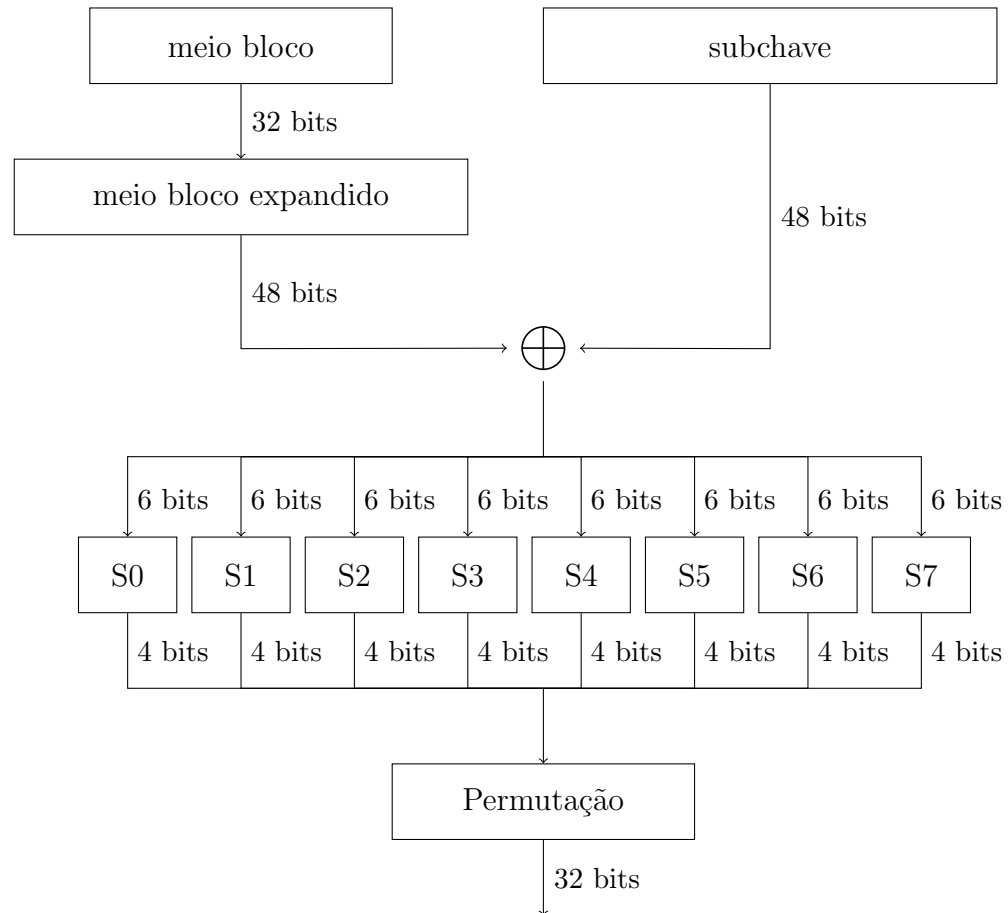 meio bloco
subchave
32 bits
meio bloco expandido
48 bits
48 bits
6 bits 6 bits 6 bits 6 bits 6 bits 6 bits 6 bits 6 bits
S0 S1 S2 S3 S4 S5 S6 S7
4 bits 4 bits 4 bits 4 bits 4 bits 4 bits 4 bits 4 bits
Permutação
32 bits